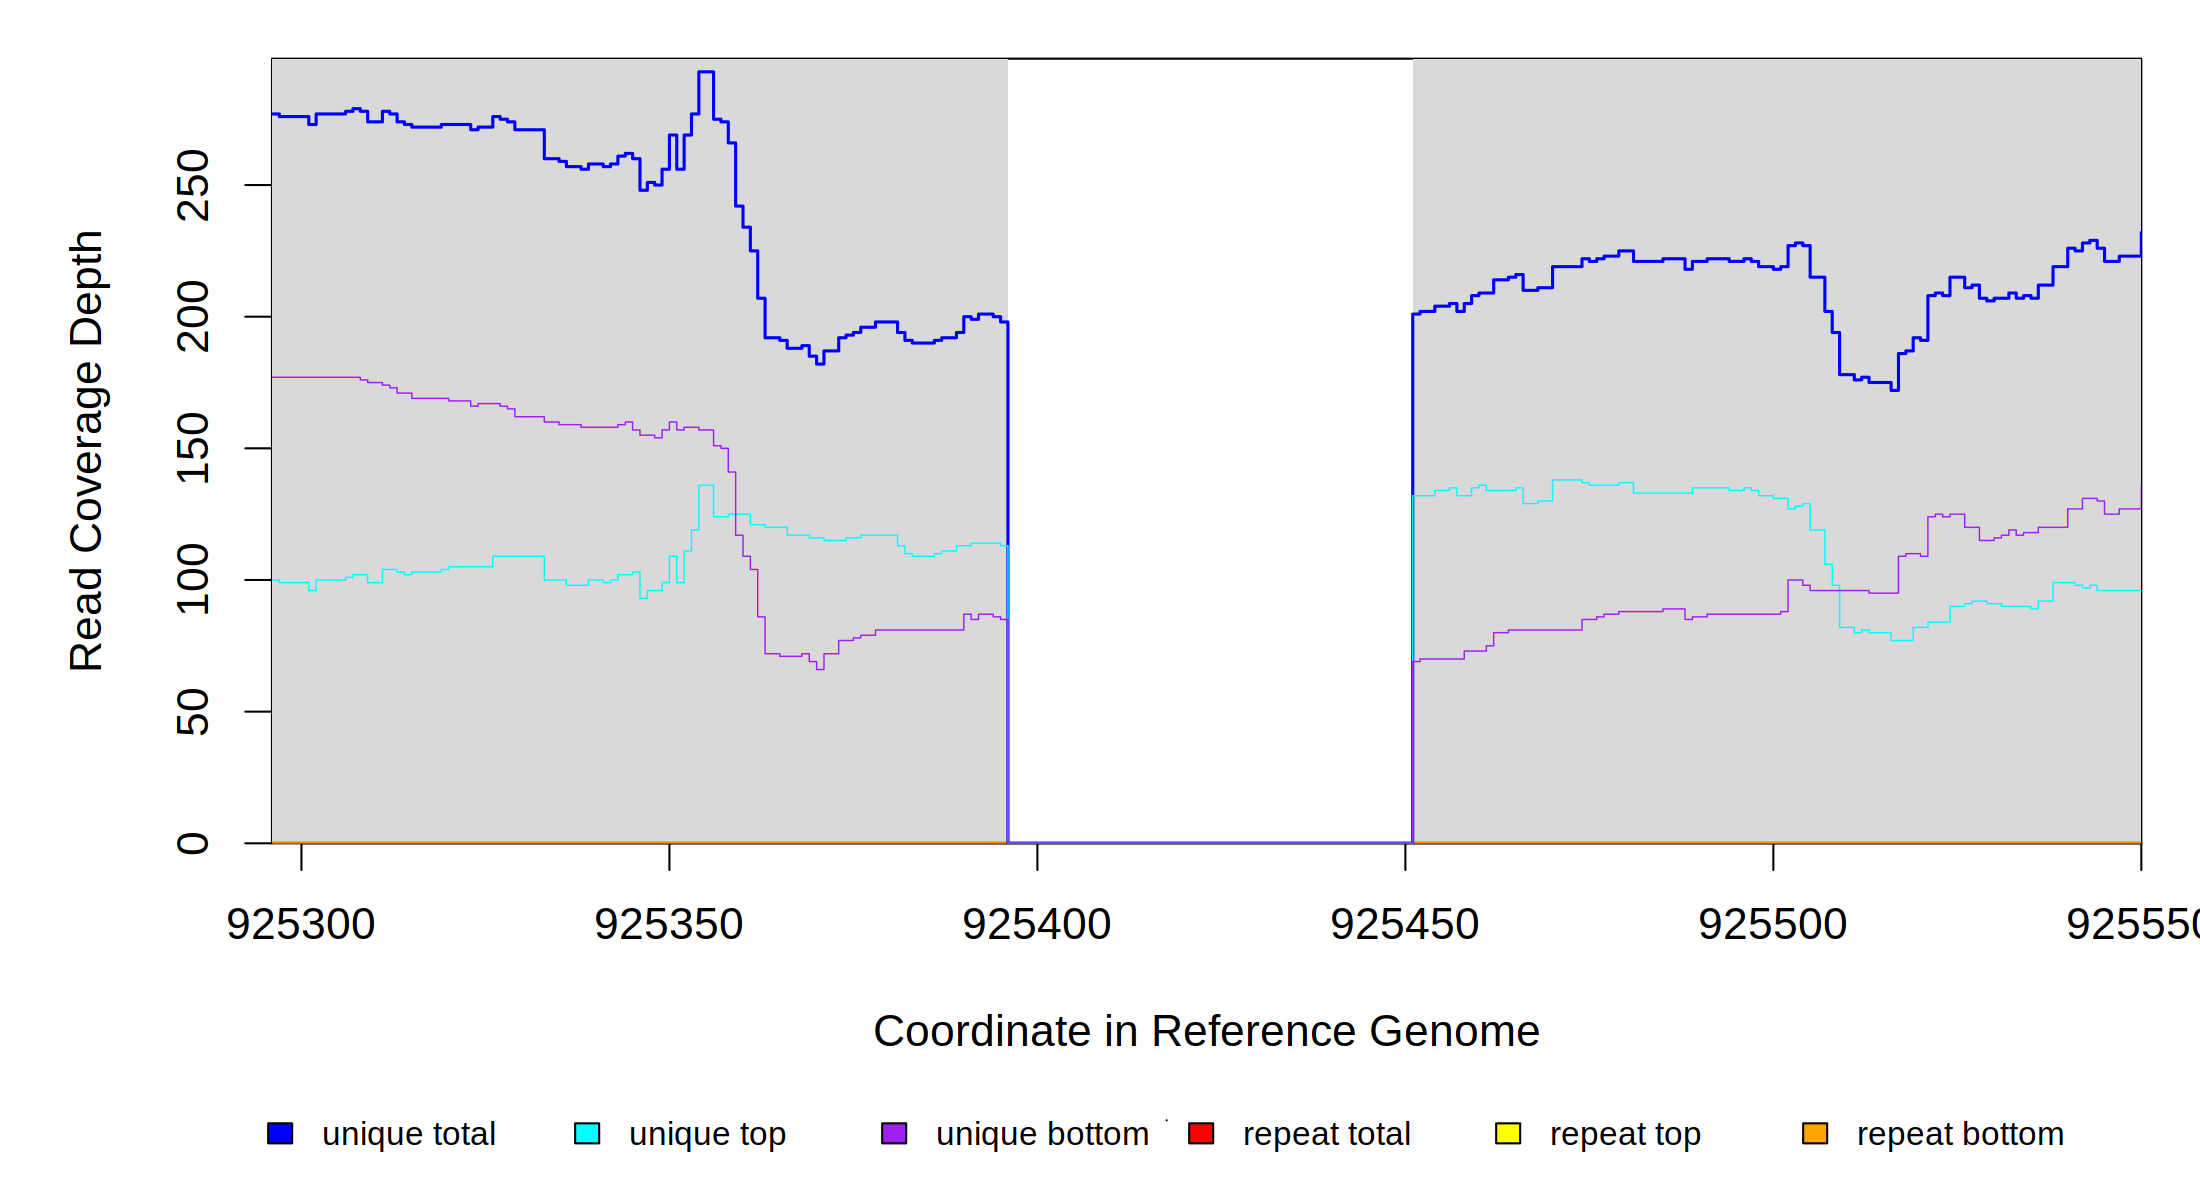 Read Coverage Depth
250
200
150
100
50
0
925300 925350 925400 925450 925500 925550
Coordinate in Reference Genome
unique total unique top unique bottom repeat total repeat top repeat bottom